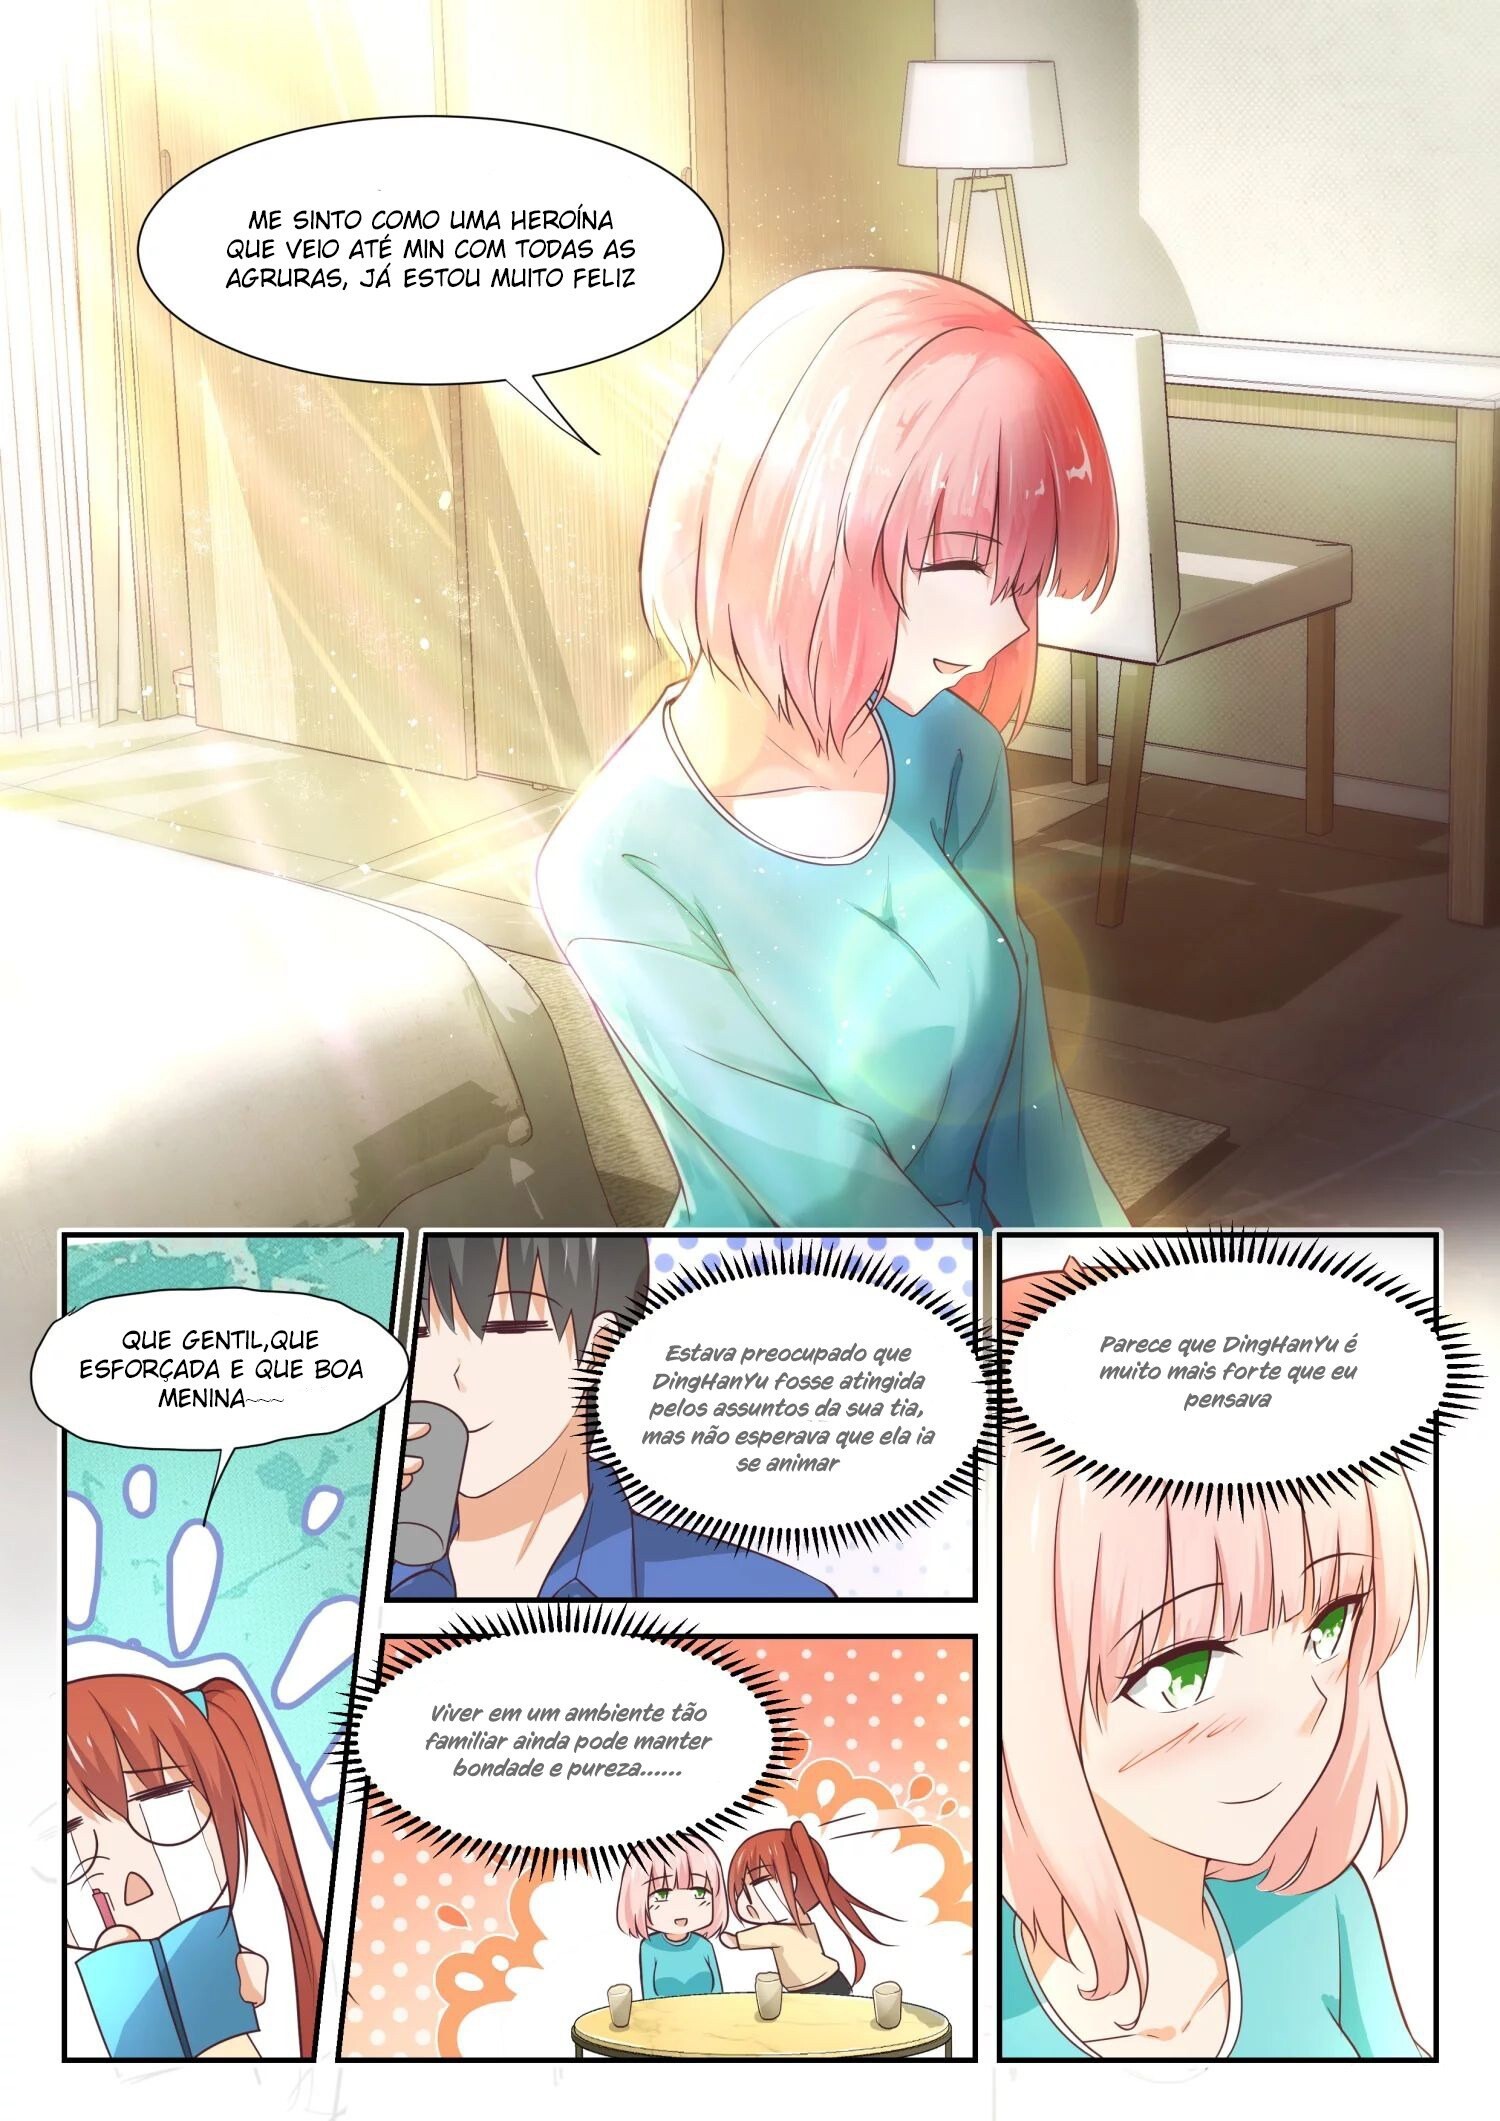 ME SINTO COMO UMA HEROÍNA
QUE VEIO ATÉ MIN COM TODAS AS
AGRURAS, JÁ ESTOU MUITO FELIZ
QUE GENTIL,QUE
ESFORÇADA E QUE BOA
MENINA~~~
Estava preocupado que
DingHanYu fosse atingida
pelos assuntos da sua tia,
mas não esperava que ela ia
se animar
Parece que DingHanYu é
muito mais forte que eu
pensava
Viver em um ambiente tão
familiar ainda pode manter
bondade e pureza......